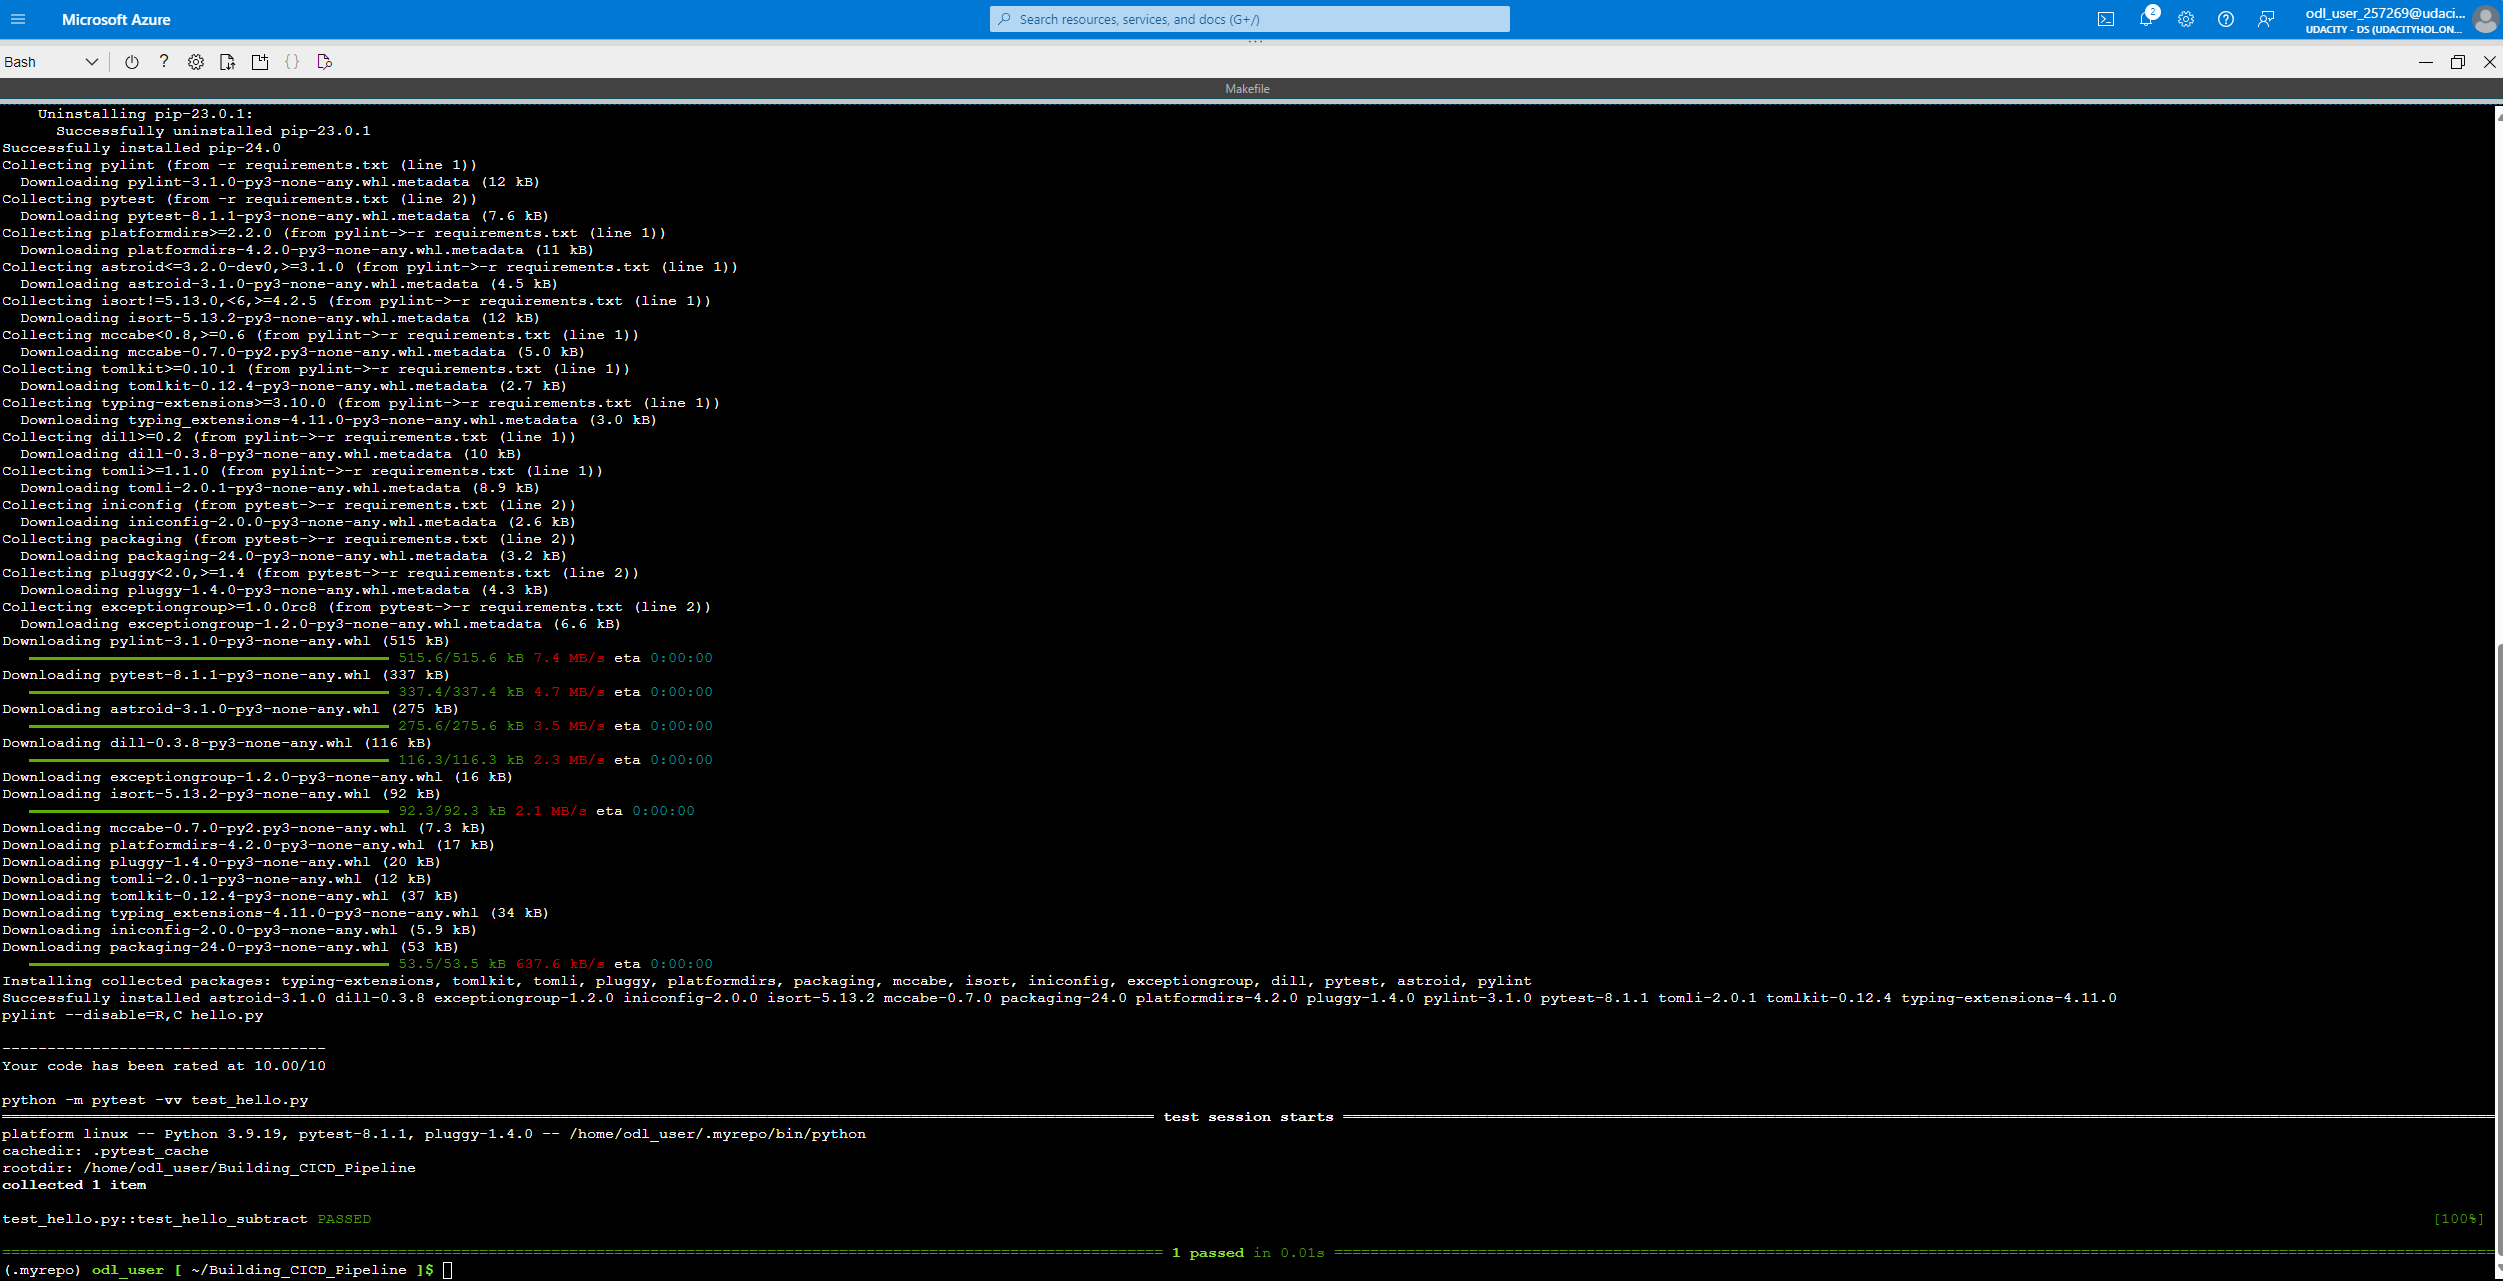 Microsoft Azure
Search resources, services, and docs (G+/)
2
odl_user_257269@udaci...
UDACITY - DS (UDACITYHOL.ON...
Bash
Makefile
    Uninstalling pip-23.0.1:
      Successfully uninstalled pip-23.0.1
Successfully installed pip-24.0
Collecting pylint (from -r requirements.txt (line 1))
  Downloading pylint-3.1.0-py3-none-any.whl.metadata (12 kB)
Collecting pytest (from -r requirements.txt (line 2))
  Downloading pytest-8.1.1-py3-none-any.whl.metadata (7.6 kB)
Collecting platformdirs>=2.2.0 (from pylint->-r requirements.txt (line 1))
  Downloading platformdirs-4.2.0-py3-none-any.whl.metadata (11 kB)
Collecting astroid<=3.2.0-dev0,>=3.1.0 (from pylint->-r requirements.txt (line 1))
  Downloading astroid-3.1.0-py3-none-any.whl.metadata (4.5 kB)
Collecting isort!=5.13.0,<6,>=4.2.5 (from pylint->-r requirements.txt (line 1))
  Downloading isort-5.13.2-py3-none-any.whl.metadata (12 kB)
Collecting mccabe<0.8,>=0.6 (from pylint->-r requirements.txt (line 1))
  Downloading mccabe-0.7.0-py2.py3-none-any.whl.metadata (5.0 kB)
Collecting tomlkit>=0.10.1 (from pylint->-r requirements.txt (line 1))
  Downloading tomlkit-0.12.4-py3-none-any.whl.metadata (2.7 kB)
Collecting typing-extensions>=3.10.0 (from pylint->-r requirements.txt (line 1))
  Downloading typing_extensions-4.11.0-py3-none-any.whl.metadata (3.0 kB)
Collecting dill>=0.2 (from pylint->-r requirements.txt (line 1))
  Downloading dill-0.3.8-py3-none-any.whl.metadata (10 kB)
Collecting tomli>=1.1.0 (from pylint->-r requirements.txt (line 1))
  Downloading tomli-2.0.1-py3-none-any.whl.metadata (8.9 kB)
Collecting iniconfig (from pytest->-r requirements.txt (line 2))
  Downloading iniconfig-2.0.0-py3-none-any.whl.metadata (2.6 kB)
Collecting packaging (from pytest->-r requirements.txt (line 2))
  Downloading packaging-24.0-py3-none-any.whl.metadata (3.2 kB)
Collecting pluggy<2.0,>=1.4 (from pytest->-r requirements.txt (line 2))
  Downloading pluggy-1.4.0-py3-none-any.whl.metadata (4.3 kB)
Collecting exceptiongroup>=1.0.0rc8 (from pytest->-r requirements.txt (line 2))
  Downloading exceptiongroup-1.2.0-py3-none-any.whl.metadata (6.6 kB)
Downloading pylint-3.1.0-py3-none-any.whl (515 kB)
515.6/515.6 kB 7.4 MB/s eta 0:00:00
Downloading pytest-8.1.1-py3-none-any.whl (337 kB)
337.4/337.4 kB 4.7 MB/s eta 0:00:00
Downloading astroid-3.1.0-py3-none-any.whl (275 kB)
275.6/275.6 kB 3.5 MB/s eta 0:00:00
Downloading dill-0.3.8-py3-none-any.whl (116 kB)
116.3/116.3 kB 2.3 MB/s eta 0:00:00
Downloading exceptiongroup-1.2.0-py3-none-any.whl (16 kB)
Downloading isort-5.13.2-py3-none-any.whl (92 kB)
92.3/92.3 kB 2.1 MB/s eta 0:00:00
Downloading mccabe-0.7.0-py2.py3-none-any.whl (7.3 kB)
Downloading platformdirs-4.2.0-py3-none-any.whl (17 kB)
Downloading pluggy-1.4.0-py3-none-any.whl (20 kB)
Downloading tomli-2.0.1-py3-none-any.whl (12 kB)
Downloading tomlkit-0.12.4-py3-none-any.whl (37 kB)
Downloading typing_extensions-4.11.0-py3-none-any.whl (34 kB)
Downloading iniconfig-2.0.0-py3-none-any.whl (5.9 kB)
Downloading packaging-24.0-py3-none-any.whl (53 kB)
53.5/53.5 kB 637.6 kB/s eta 0:00:00
Installing collected packages: typing-extensions, tomlkit, tomli, pluggy, platformdirs, packaging, mccabe, isort, iniconfig, exceptiongroup, dill, pytest, astroid, pylint
Successfully installed astroid-3.1.0 dill-0.3.8 exceptiongroup-1.2.0 iniconfig-2.0.0 isort-5.13.2 mccabe-0.7.0 packaging-24.0 platformdirs-4.2.0 pluggy-1.4.0 pylint-3.1.0 pytest-8.1.1 tomli-2.0.1 tomlkit-0.12.4 typing-extensions-4.11.0
pylint --disable=R,C hello.py
------------------------------------
Your code has been rated at 10.00/10
python -m pytest -vv test_hello.py
test session starts
platform linux -- Python 3.9.19, pytest-8.1.1, pluggy-1.4.0 -- /home/odl_user/.myrepo/bin/python
cachedir: .pytest_cache
rootdir: /home/odl_user/Building_CICD_Pipeline
collected 1 item
test_hello.py::test_hello_subtract PASSED [100%]
1 passed in 0.01s
(.myrepo) odl_user [ ~/Building_CICD_Pipeline ]$